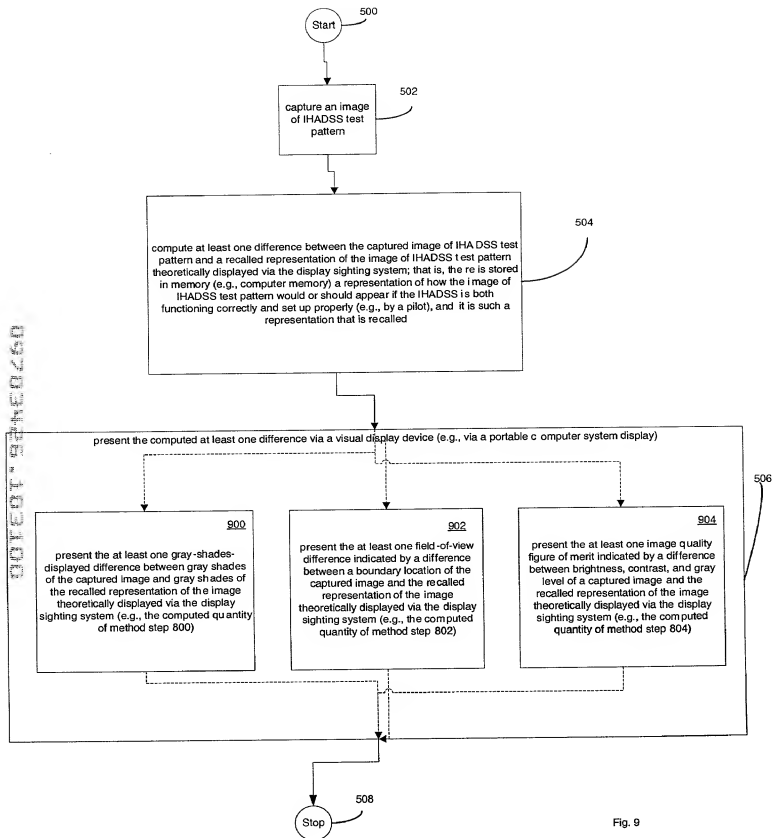 500
Start
502
capture an image
of IHADSS test
pattern
504
compute at least one difference between the captured image of IHA DSS test
pattern and a recalled representation of the image of IHADSS t est pattern
theoretically displayed via the display sighting system; that is, the re is stored
in memory (e.g., computer memory) a representation of how the i mage of
IHADSS test pattern would or should appear if the IHADSS is both
functioning correctly and set up properly (e.g., by a pilot), and it is such a
representation that is recalled
present the computed at least one difference via a visual display device (e.g., via a portable c omputer system display)
506
900
present the at least one gray-shades-
displayed difference between gray shades
of the captured image and gray shades of
the recalled representation of the image
theoretically displayed via the display
sighting system (e.g., the computed quantity
of method step 800)
902
present the at least one field-of-view
difference indicated by a difference
between a boundary location of the
captured image and the recalled
representation of the image
theoretically displayed via the display
sighting system (e.g., the computed
quantity of method step 802)
904
present the at least one image quality
figure of merit indicated by a difference
between brightness, contrast, and gray
level of a captured image and the
recalled representation of the image
theoretically displayed via the display
sighting system (e.g., the computed
quantity of method step 804)
508
Stop
Fig. 9